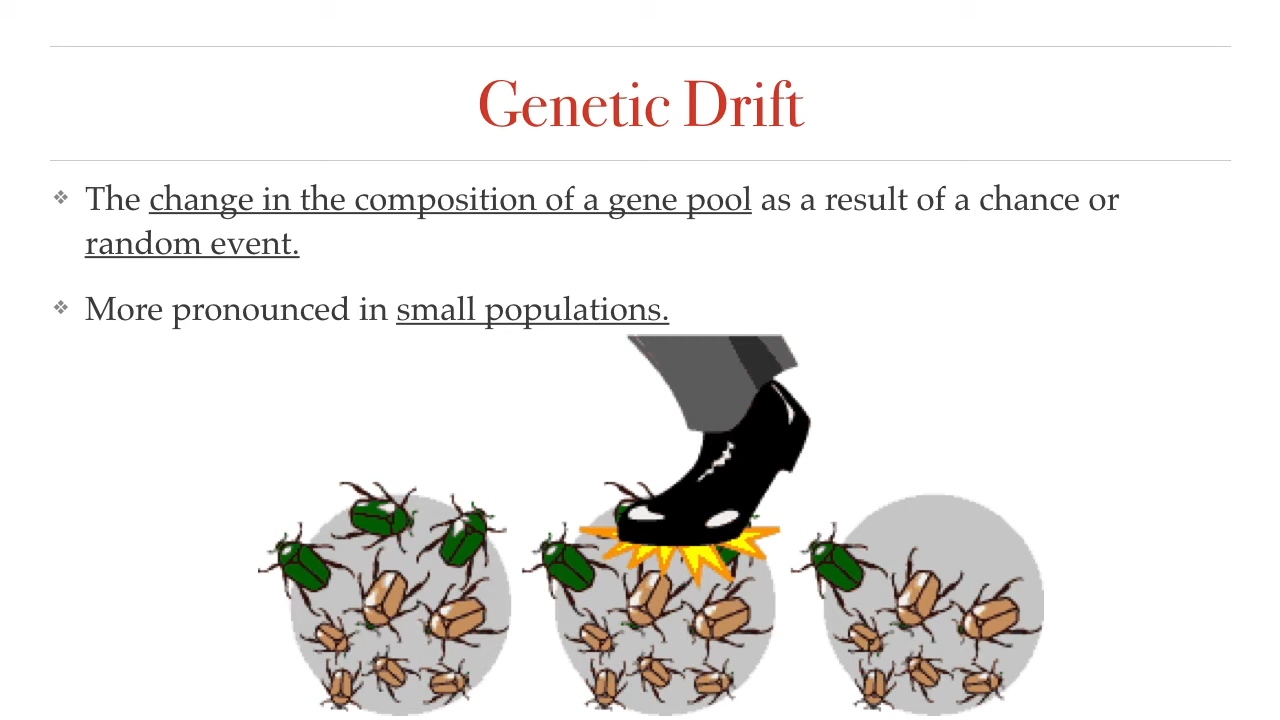 Genetic Drift
The change in the composition of a gene pool as a result of a chance or
random event.
More pronounced in small populations.